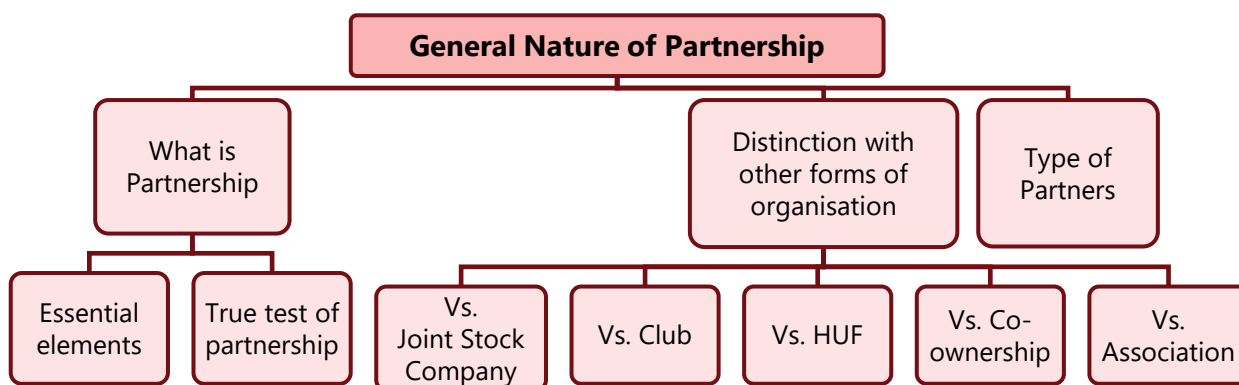 General Nature of Partnership
What is
Partnership
Distinction with
other forms of
organisation
Type of
Partners
Essential
elements
True test of
partnership
Vs.
Joint Stock
Company
Vs. Club
Vs. HUF
Vs. Co-
ownership
Vs.
Association